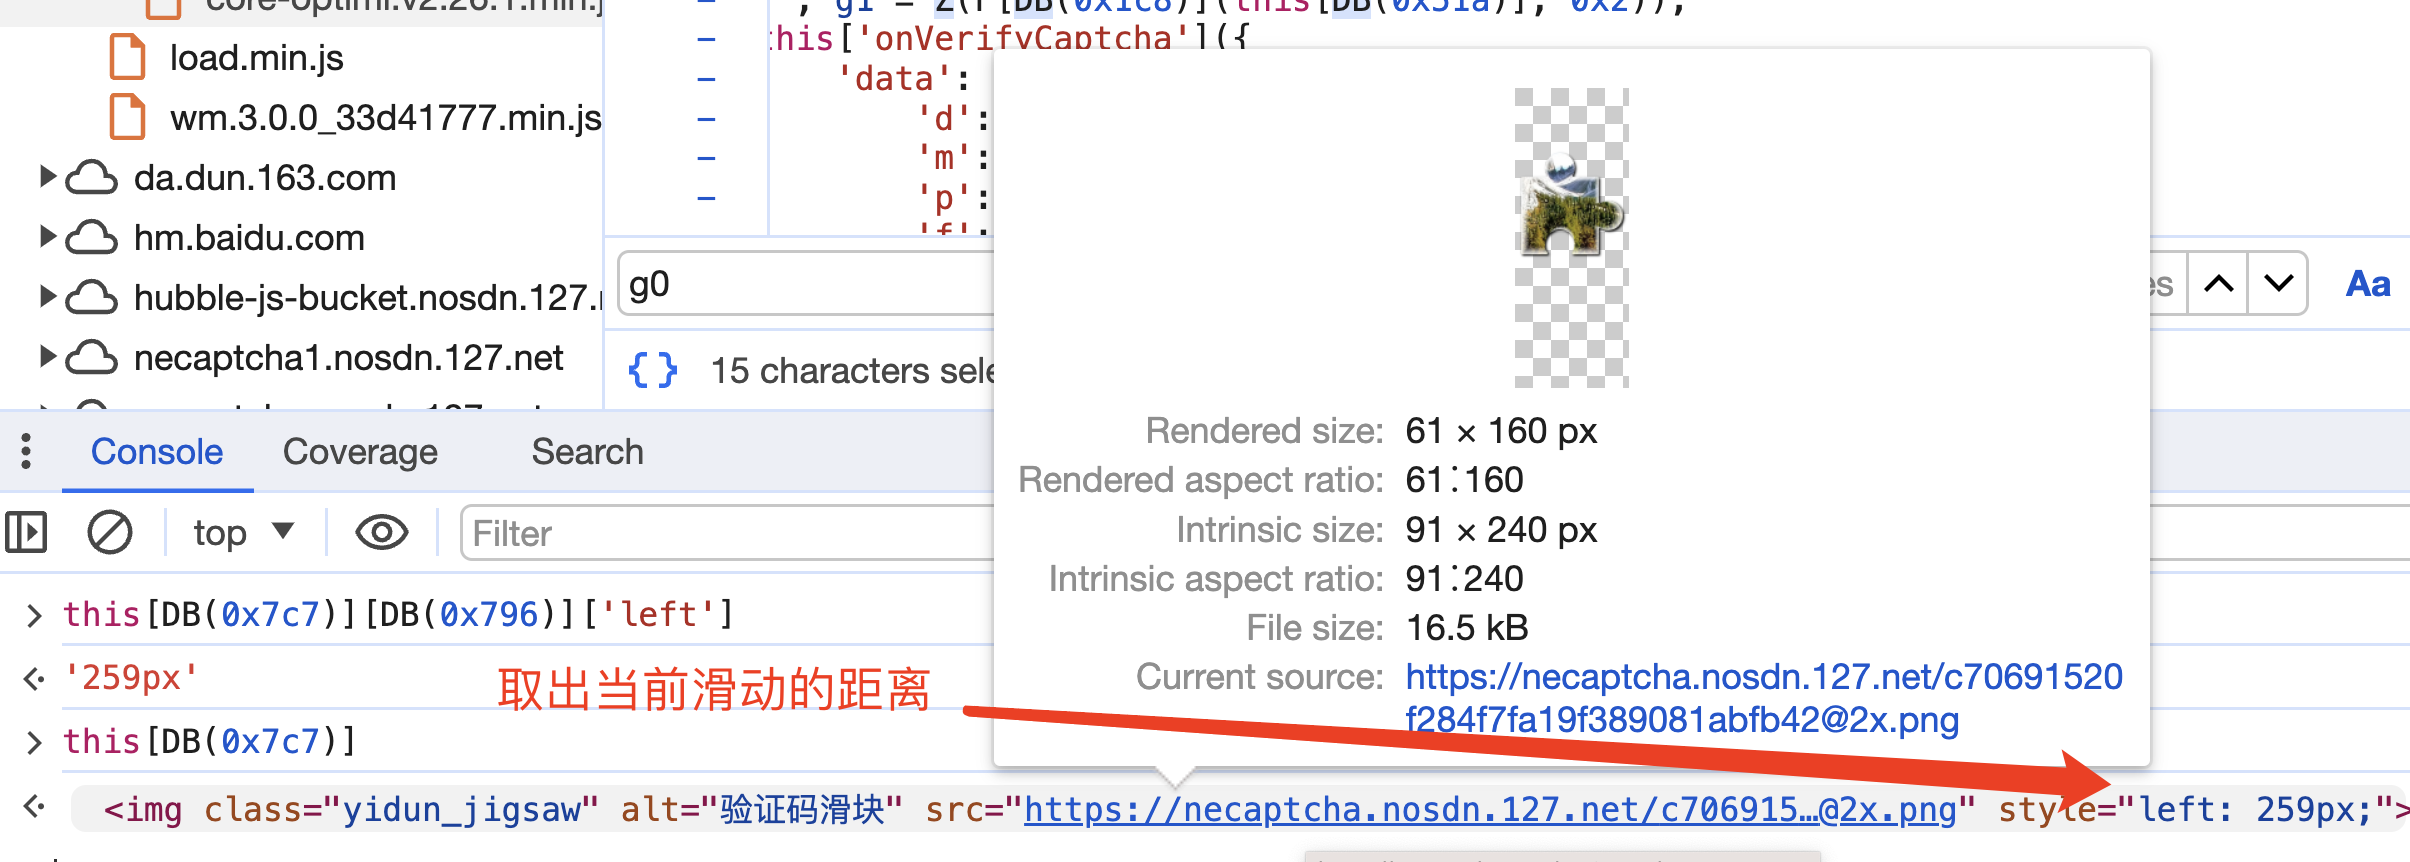 core-optimi.v2.26.1.min.j
load.min.js
wm.3.0.0_33d41777.min.js
da.dun.163.com
hm.baidu.com
hubble-js-bucket.nosdn.127.
necaptcha1.nosdn.127.net
, g1 = Z(r[DB(0x1c8)](this[DB(0x51a)], 0x2)),
his['onVerifyCaptcha']({
'data':
'd':
'm':
'p':
'f':
g0
Aa
{} 15 characters sele
Console Coverage Search
top Filter
Rendered size: 61 × 160 px
Rendered aspect ratio: 61∶160
Intrinsic size: 91 × 240 px
Intrinsic aspect ratio: 91∶240
File size: 16.5 kB
Current source: https://necaptcha.nosdn.127.net/c70691520
f284f7fa19f389081abfb42@2x.png
> this[DB(0x7c7)][DB(0x796)]['left']
'259px'
取出当前滑动的距离
> this[DB(0x7c7)]
<img class="yidun_jigsaw" alt="验证码滑块" src="https://necaptcha.nosdn.127.net/c706915…@2x.png" style="left: 259px;">